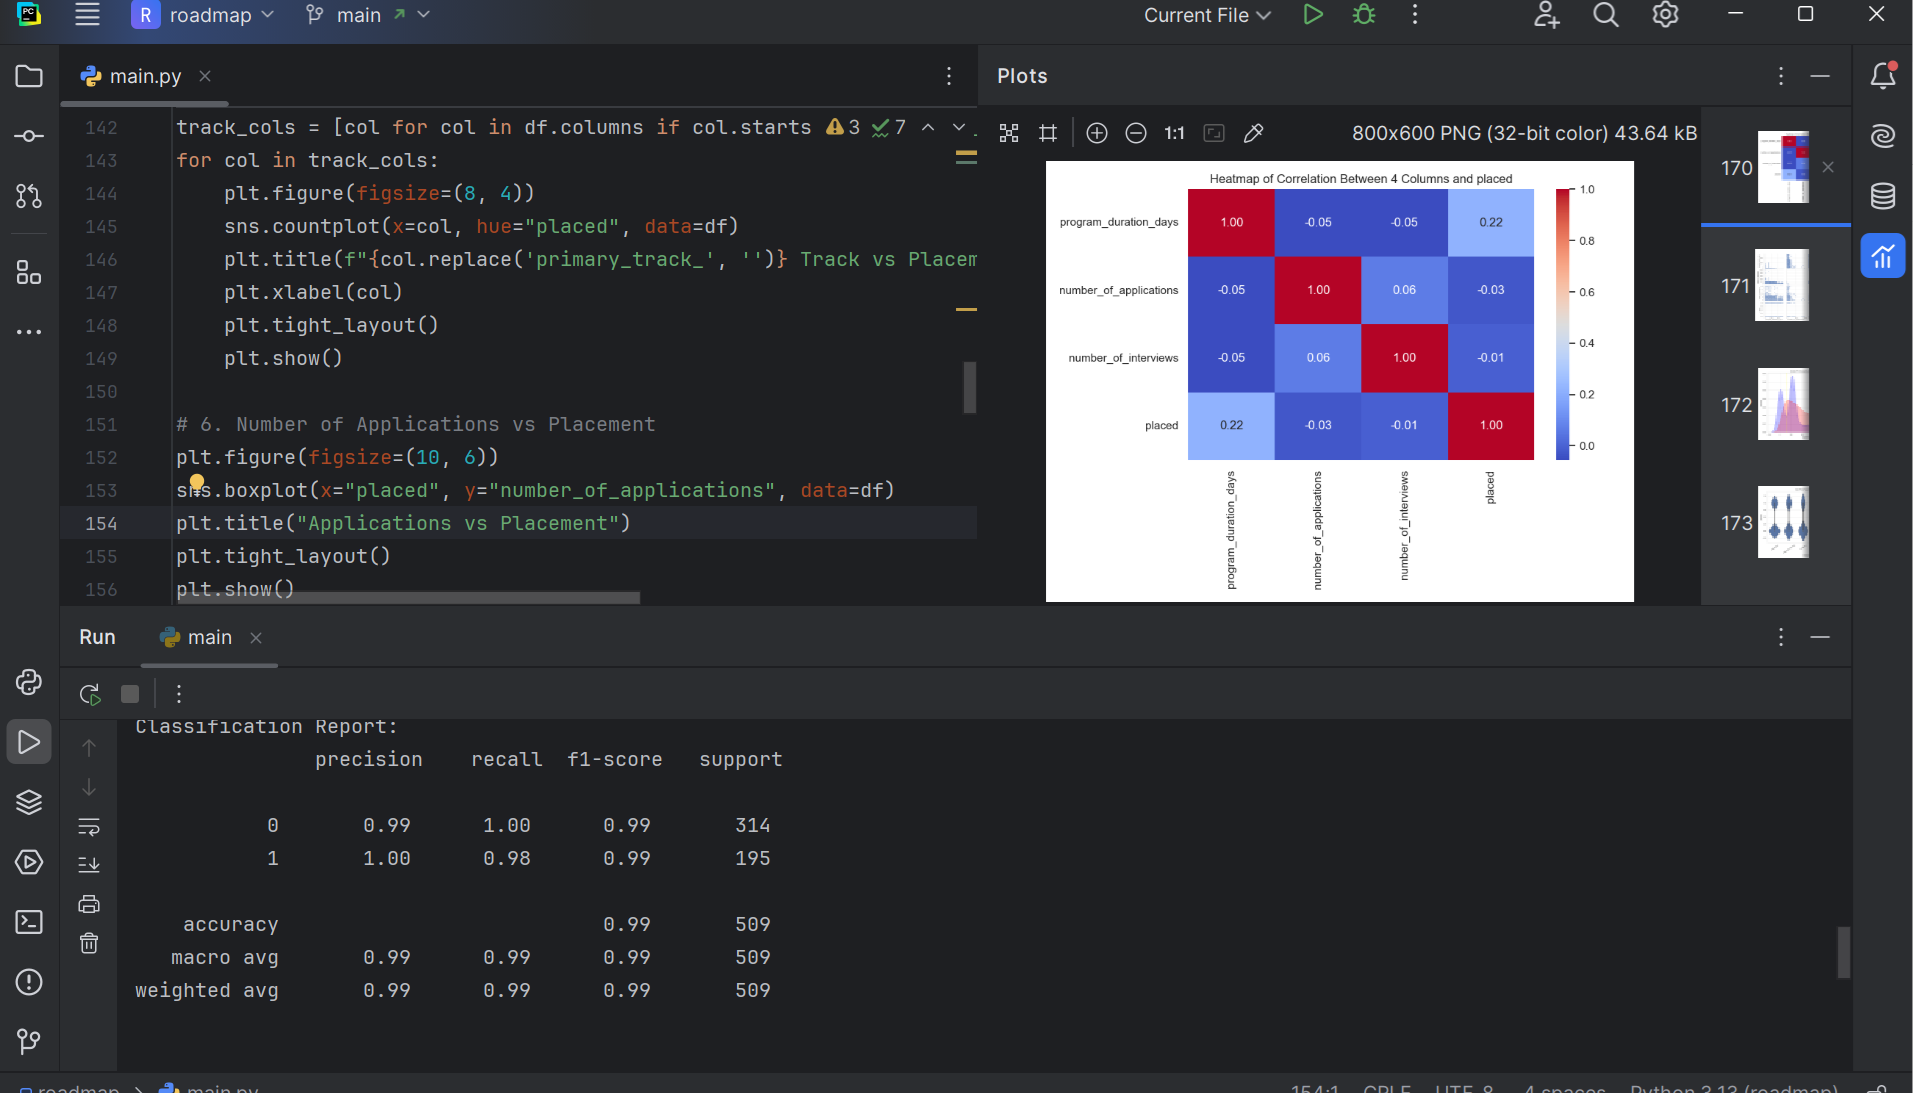 R roadmap main
Current File
main.py
3 7
142 track_cols = [col for col in df.columns if col.starts
143 for col in track_cols:
144 plt.figure(figsize=(8, 4))
145 sns.countplot(x=col, hue="placed", data=df)
146 plt.title(f"{col.replace('primary_track_', '')} Track vs Placem
147 plt.xlabel(col)
148 plt.tight_layout()
149 plt.show()
150
151 # 6. Number of Applications vs Placement
152 plt.figure(figsize=(10, 6))
153 sns.boxplot(x="placed", y="number_of_applications", data=df)
154 plt.title("Applications vs Placement")
155 plt.tight_layout()
156 plt.show()
Plots
1:1 800x600 PNG (32-bit color) 43.64 kB
Heatmap of Correlation Between 4 Columns and placed
program_duration_days 1.00 -0.05 -0.05 0.22
number_of_applications -0.05 1.00 0.06 -0.03
number_of_interviews -0.05 0.06 1.00 -0.01
placed 0.22 -0.03 -0.01 1.00
program_duration_days
number_of_applications
number_of_interviews
placed
1.0
0.8
0.6
0.4
0.2
0.0
170
171
172
173
Run main
Classification Report:
precision recall f1-score support
0 0.99 1.00 0.99 314
1 1.00 0.98 0.99 195
accuracy 0.99 509
macro avg 0.99 0.99 0.99 509
weighted avg 0.99 0.99 0.99 509
roadmap main.py
154:1 CRLF UTF-8 4 spaces Python 3.13 (roadmap)